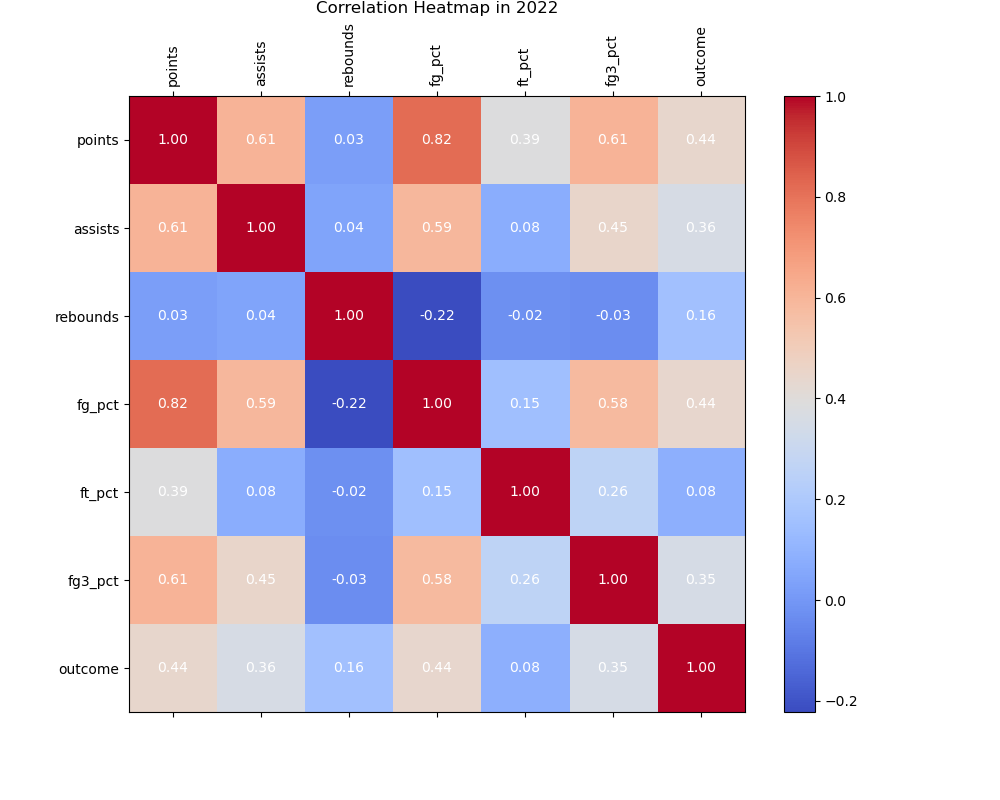 Correlation Heatmap in 2022
points assists rebounds fg_pct ft_pct fg3_pct outcome
points 1.00 0.61 0.03 0.82 0.39 0.61 0.44
assists 0.61 1.00 0.04 0.59 0.08 0.45 0.36
rebounds 0.03 0.04 1.00 -0.22 -0.02 -0.03 0.16
fg_pct 0.82 0.59 -0.22 1.00 0.15 0.58 0.44
ft_pct 0.39 0.08 -0.02 0.15 1.00 0.26 0.08
fg3_pct 0.61 0.45 -0.03 0.58 0.26 1.00 0.35
outcome 0.44 0.36 0.16 0.44 0.08 0.35 1.00
1.0
0.8
0.6
0.4
0.2
0.0
−0.2